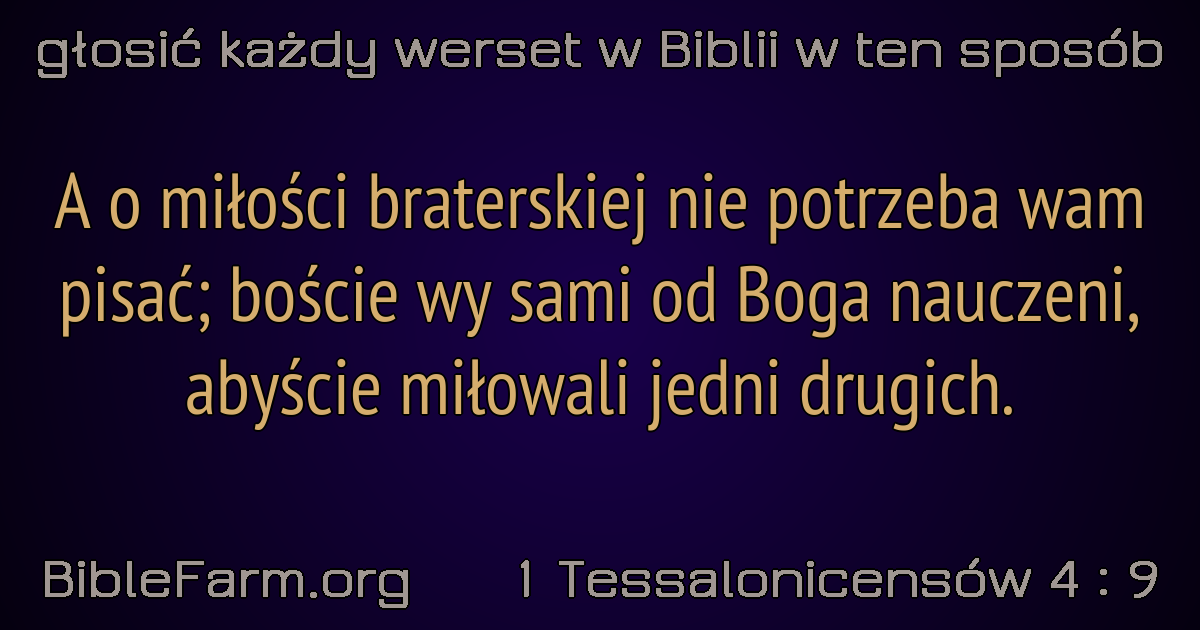 głosić każdy werset w Biblii w ten sposób
A o miłości braterskiej nie potrzeba wam
pisać; boście wy sami od Boga nauczeni,
abyście miłowali jedni drugich.
BibleFarm.org 1 Tessalonicensów 4 : 9